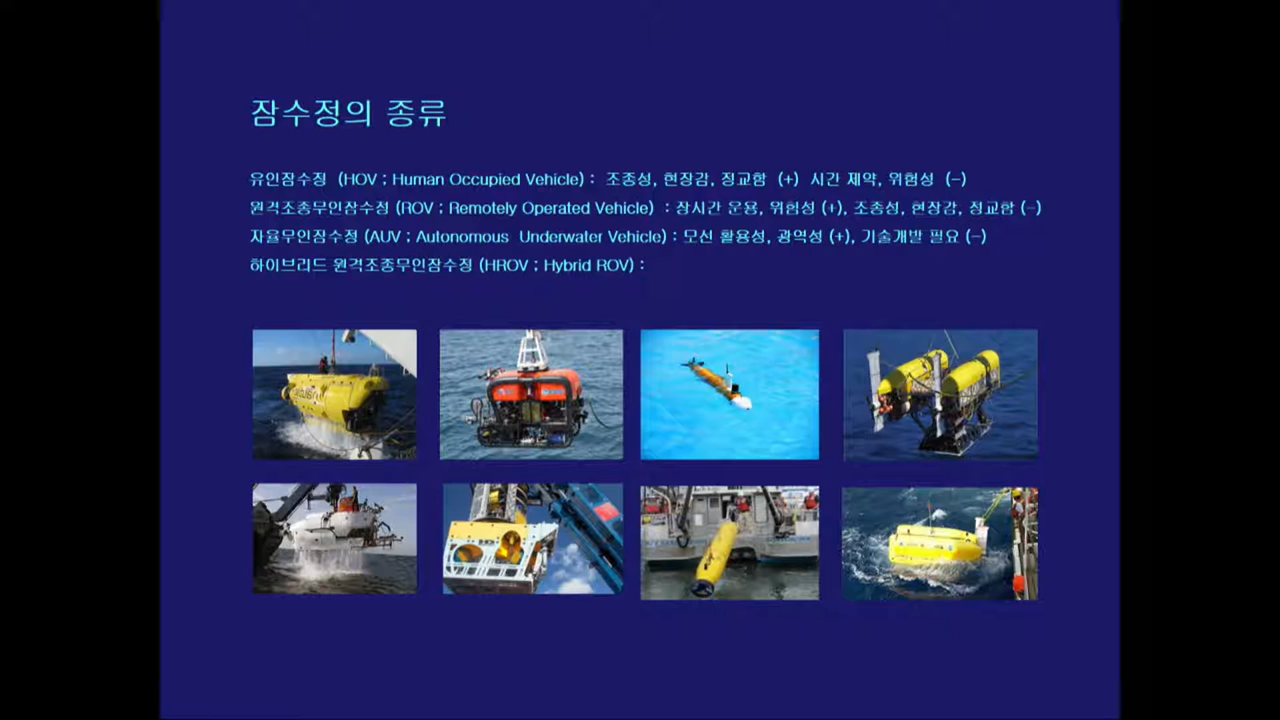 잠수정의 종류
유인잠수정 (HOV ; Human Occupied Vehicle) : 조종성, 현장감, 정교함 (+) 시간 제약, 위험성 (-)
원격조종무인잠수정 (ROV ; Remotely Operated Vehicle) : 장시간 운용, 위험성 (+), 조종성, 현장감, 정교함 (-)
자율무인잠수정 (AUV ; Autonomous Underwater Vehicle) : 모선 활용성, 광역성 (+), 기술개발 필요 (-)
하이브리드 원격조종무인잠수정 (HROV ; Hybrid ROV) :